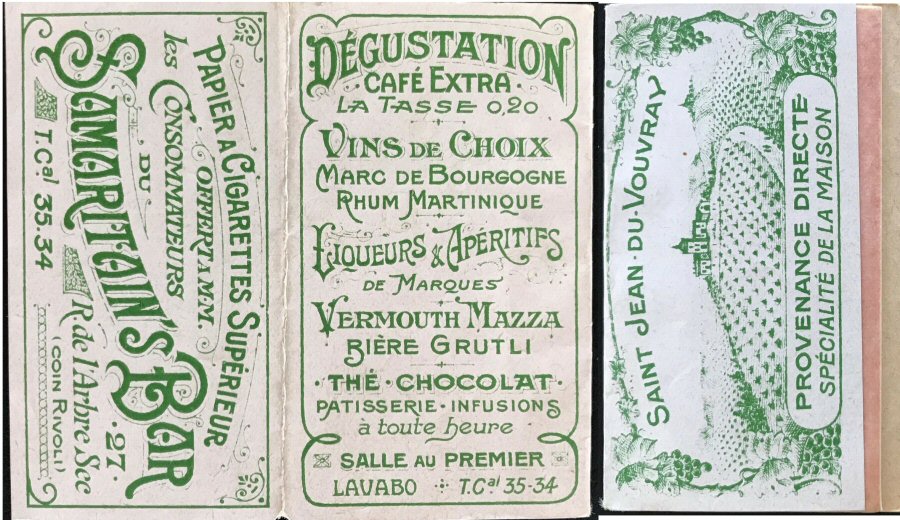 PAPIER A CIGARETTES SUPÉRIEUR
OFFERT A M.M.
les CONSOMMATEURS
DU
SAMARITAIN'S BAR
T.Cal 35.34
R. de l'Arbre Sec · 27 ·
(COIN RIVOLI)
DÉGUSTATION
· CAFÉ EXTRA ·
LA TASSE 0,20
VINS DE CHOIX
MARC DE BOURGOGNE
RHUM MARTINIQUE
LIQUEURS & APÉRITIFS
DE MARQUES
VERMOUTH MAZZA
BIÈRE GRUTLI
· THÉ · CHOCOLAT ·
PATISSERIE · INFUSIONS
à toute heure
SALLE AU PREMIER
LAVABO T.Cal 35-34
SAINT JEAN-DU-VOUVRAY
PROVENANCE DIRECTE
SPÉCIALITÉ DE LA MAISON